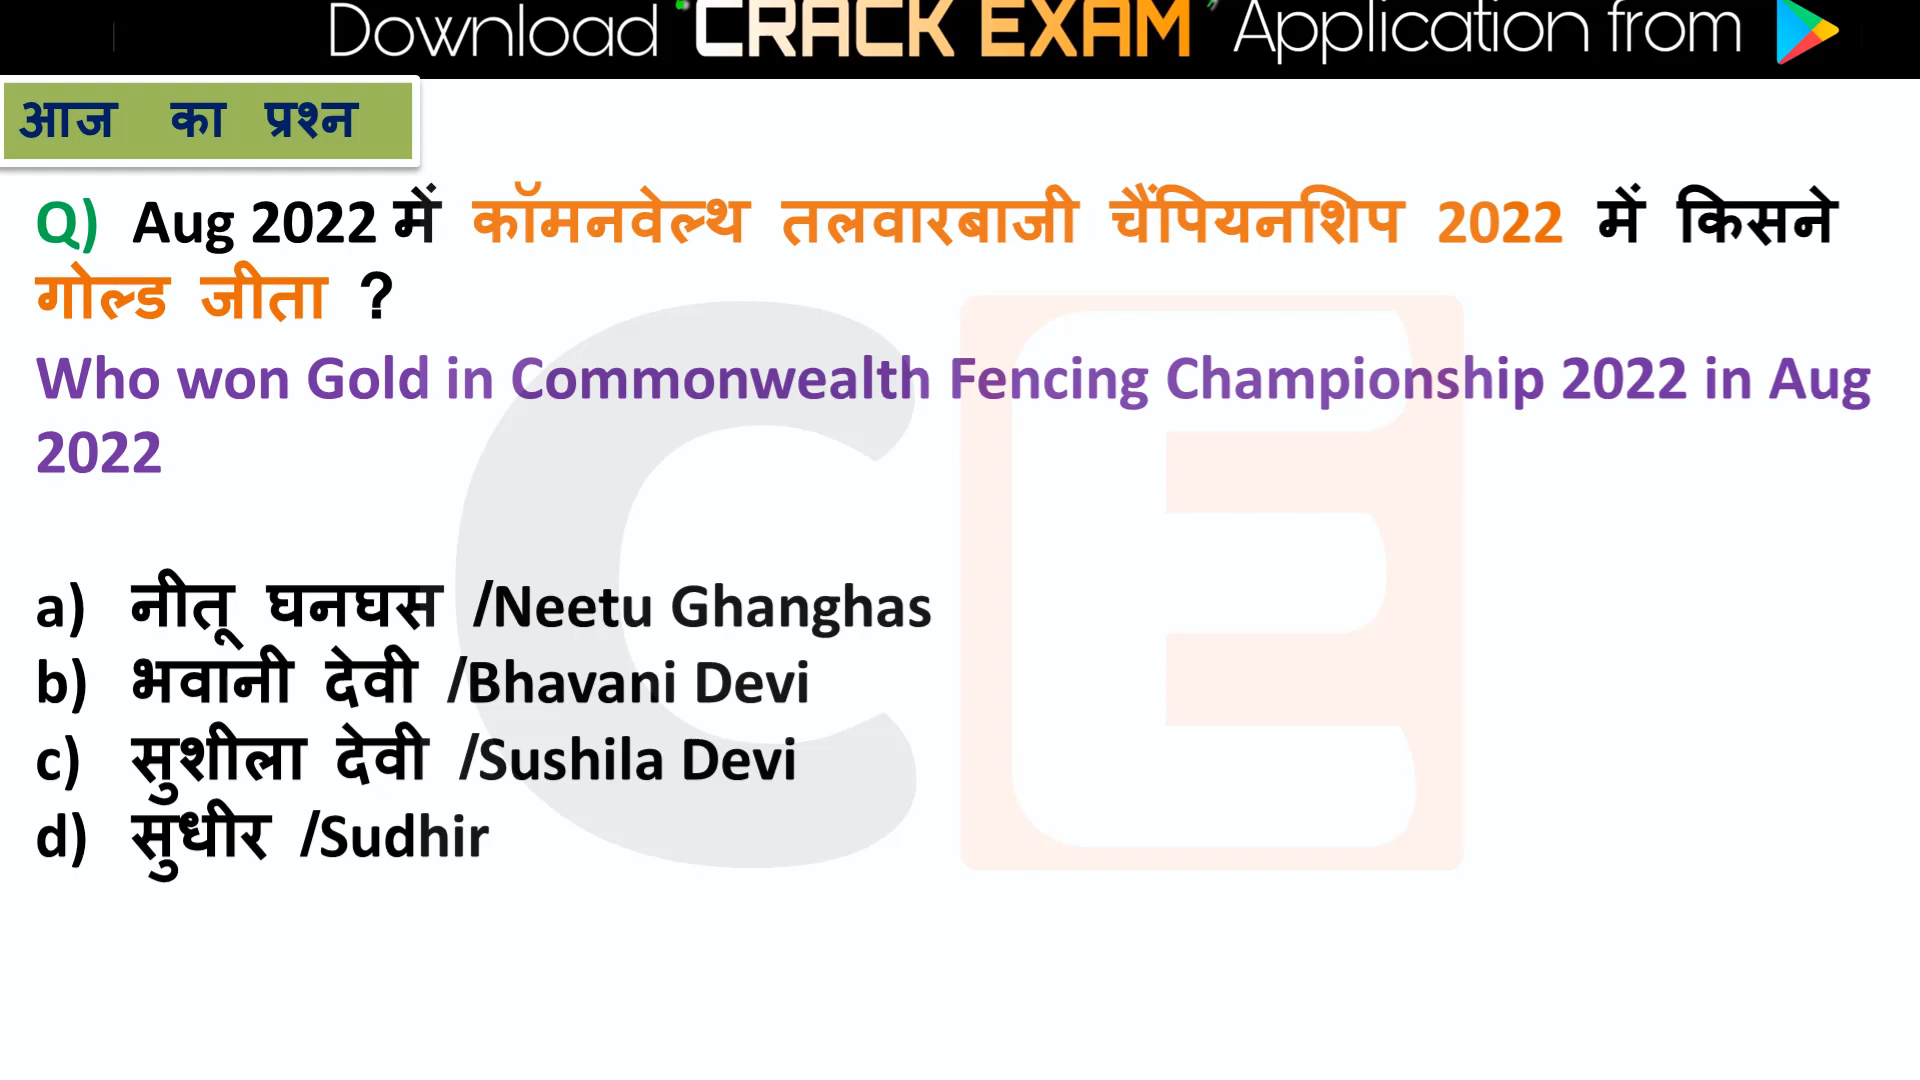 Download CRACK EXAM Application from
आज का प्रश्न
Q) Aug 2022 में कॉमनवेल्थ तलवारबाजी चैंपियनशिप 2022 में किसने
गोल्ड जीता ?
Who won Gold in Commonwealth Fencing Championship 2022 in Aug
2022
a) नीतू घनघस /Neetu Ghanghas
b) भवानी देवी /Bhavani Devi
c) सुशीला देवी /Sushila Devi
d) सुधीर /Sudhir
CE